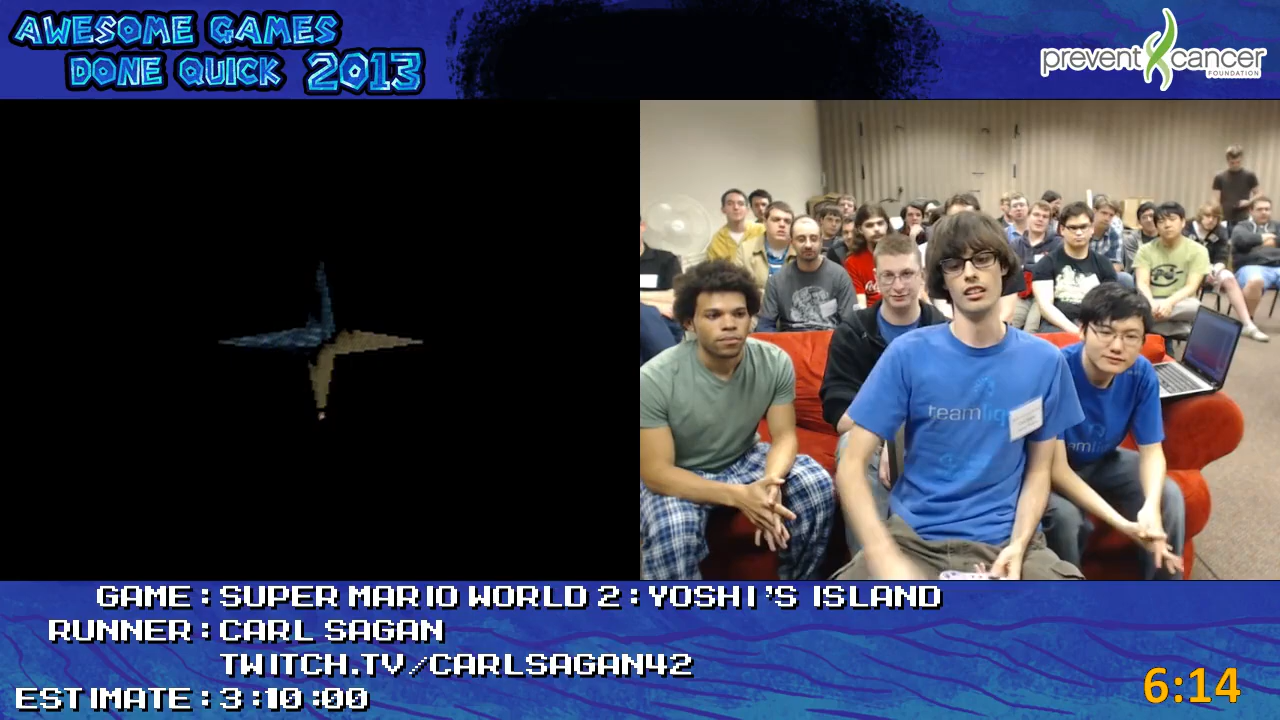 AWESOME GAMES
DONE QUICK 2013
prevent cancer
FOUNDATION
teamliq
GAME : SUPER MARIO WORLD 2 : YOSHI'S ISLAND
RUNNER : CARL SAGAN
TWITCH.TV/CARLSAGAN42
ESTIMATE : 3:10:00
6:14